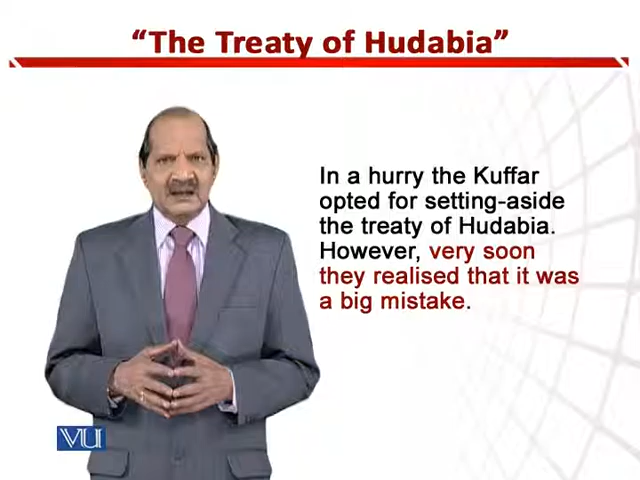 “The Treaty of Hudabia”
In a hurry the Kuffar
opted for setting-aside
the treaty of Hudabia.
However, very soon
they realised that it was
a big mistake.
VU